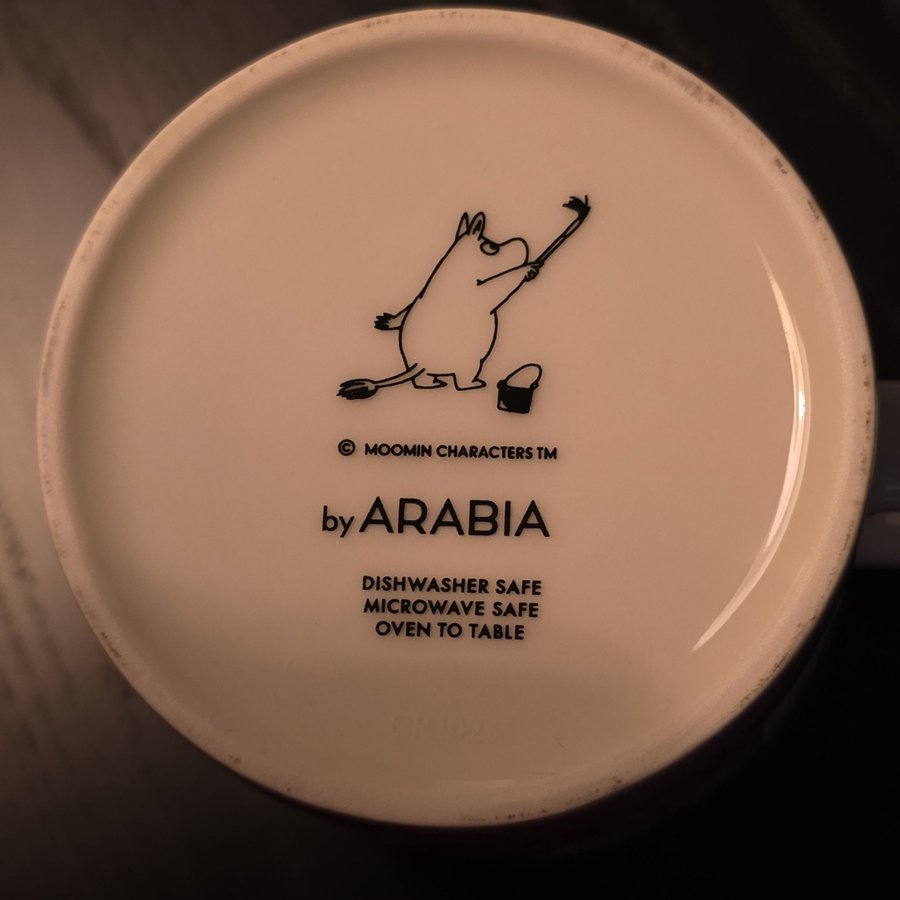 © MOOMIN CHARACTERS TM
by ARABIA
DISHWASHER SAFE
MICROWAVE SAFE
OVEN TO TABLE